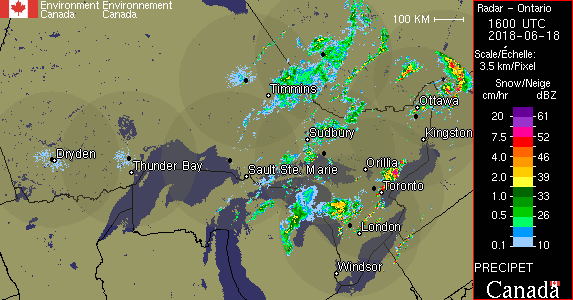 Environment Environnement
Canada Canada
100 KM
Timmins
Ottawa
Sudbury
Kingston
Dryden
Thunder Bay
Sault Ste. Marie
Orillia
Toronto
London
Windsor
Radar - Ontario
1600 UTC
2018-06-18
Scale/Échelle:
3.5 km/Pixel
Snow/Neige
cm/hr dBZ
20 61
7.5 57
5.0 52
4.0 46
2.0 39
1.0 33
0.5 26
0.1 10
PRECIPET
Canada